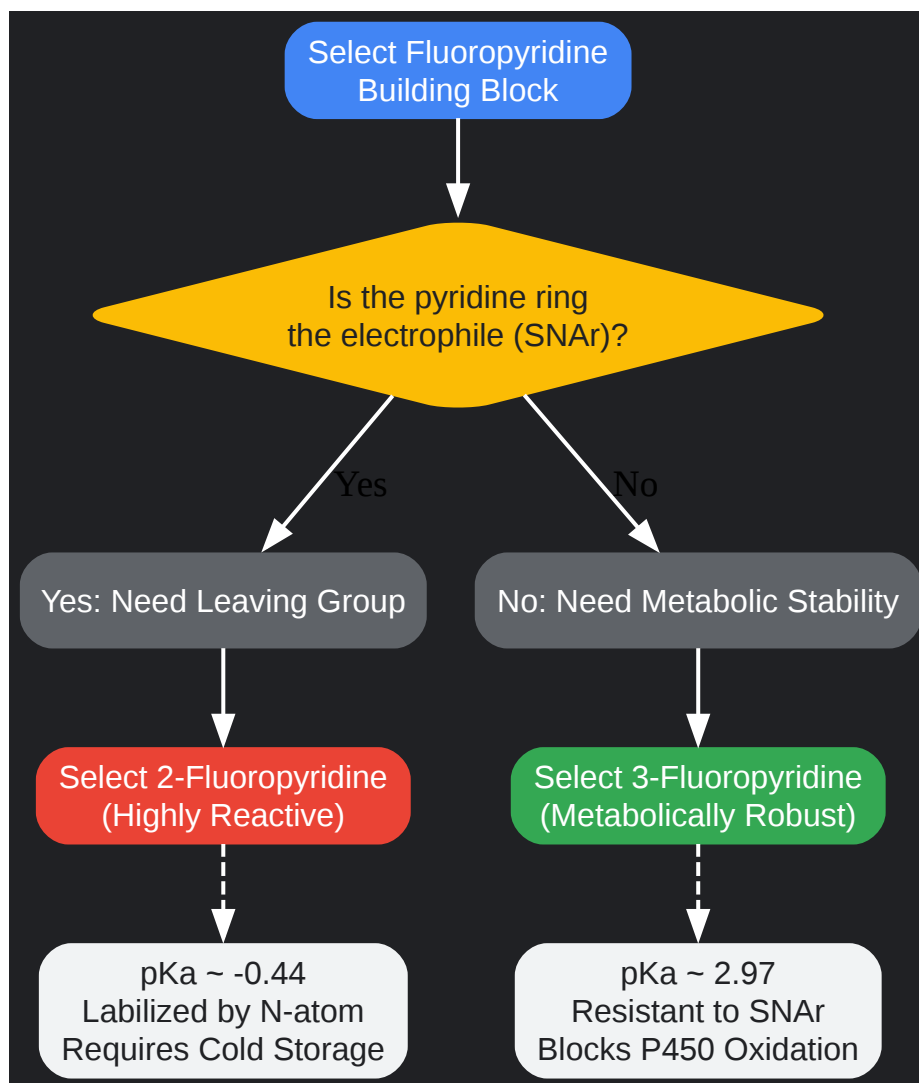 Select Fluoropyridine
Building Block
Is the pyridine ring
the electrophile (SNAr)?
Yes
No
Yes: Need Leaving Group
No: Need Metabolic Stability
Select 2-Fluoropyridine
(Highly Reactive)
Select 3-Fluoropyridine
(Metabolically Robust)
pKa ~ -0.44
Labilized by N-atom
Requires Cold Storage
pKa ~ 2.97
Resistant to SNAr
Blocks P450 Oxidation